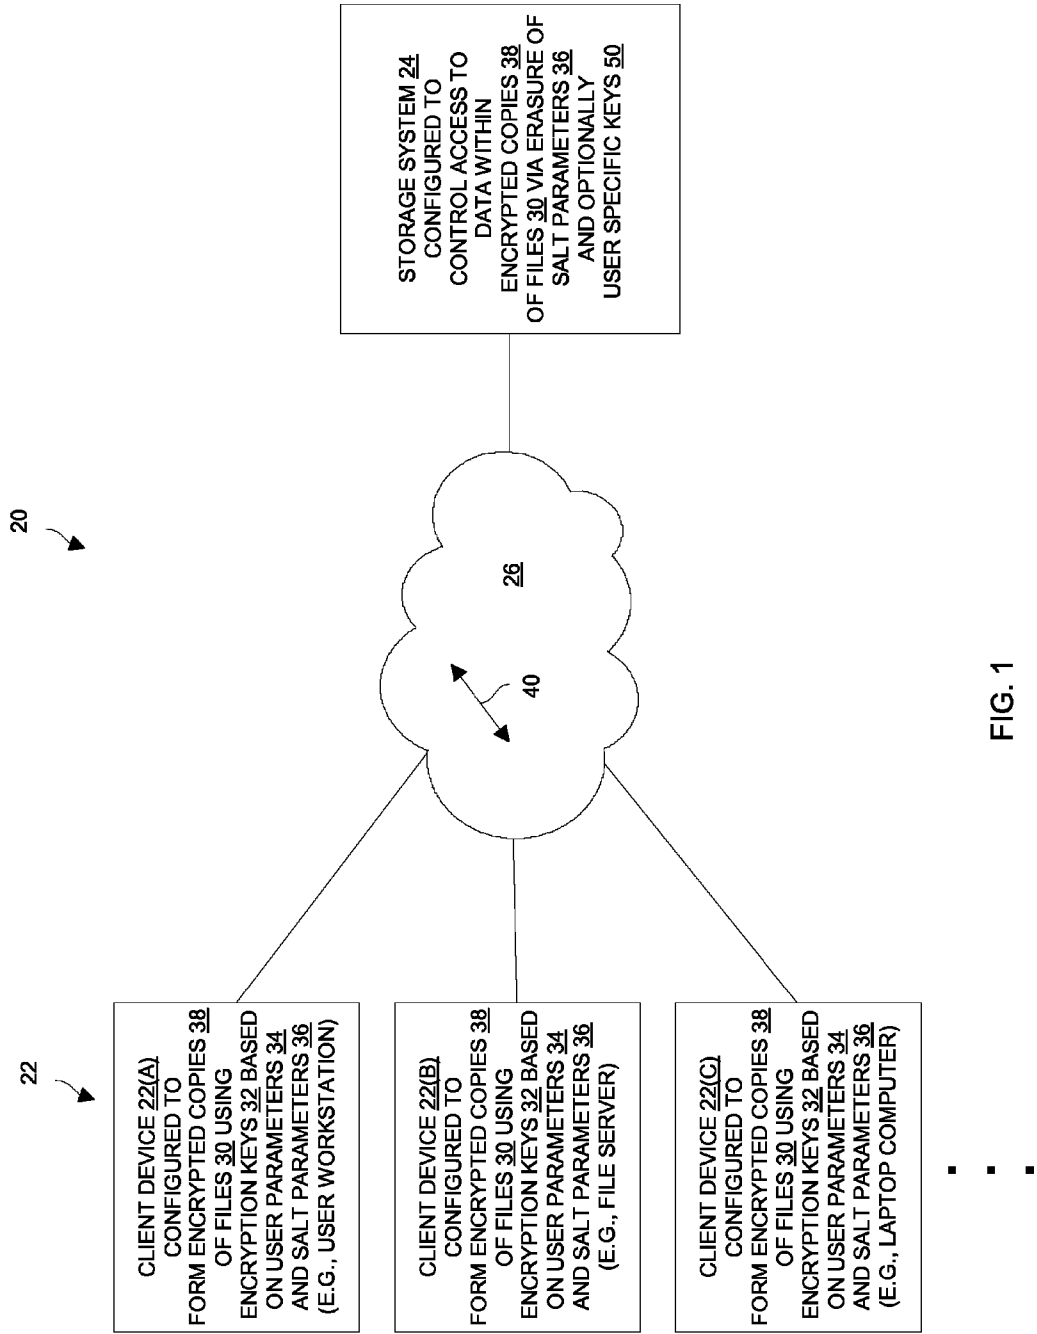 20
22
CLIENT DEVICE 22(A)
CONFIGURED TO
FORM ENCRYPTED COPIES 38
OF FILES 30 USING
ENCRYPTION KEYS 32 BASED
ON USER PARAMETERS 34
AND SALT PARAMETERS 36
(E.G., USER WORKSTATION)
CLIENT DEVICE 22(B)
CONFIGURED TO
FORM ENCRYPTED COPIES 38
OF FILES 30 USING
ENCRYPTION KEYS 32 BASED
ON USER PARAMETERS 34
AND SALT PARAMETERS 36
(E.G., FILE SERVER)
CLIENT DEVICE 22(C)
CONFIGURED TO
FORM ENCRYPTED COPIES 38
OF FILES 30 USING
ENCRYPTION KEYS 32 BASED
ON USER PARAMETERS 34
AND SALT PARAMETERS 36
(E.G., LAPTOP COMPUTER)
40
26
STORAGE SYSTEM 24
CONFIGURED TO
CONTROL ACCESS TO
DATA WITHIN
ENCRYPTED COPIES 38
OF FILES 30 VIA ERASURE OF
SALT PARAMETERS 36
AND OPTIONALLY
USER SPECIFIC KEYS 50
FIG. 1